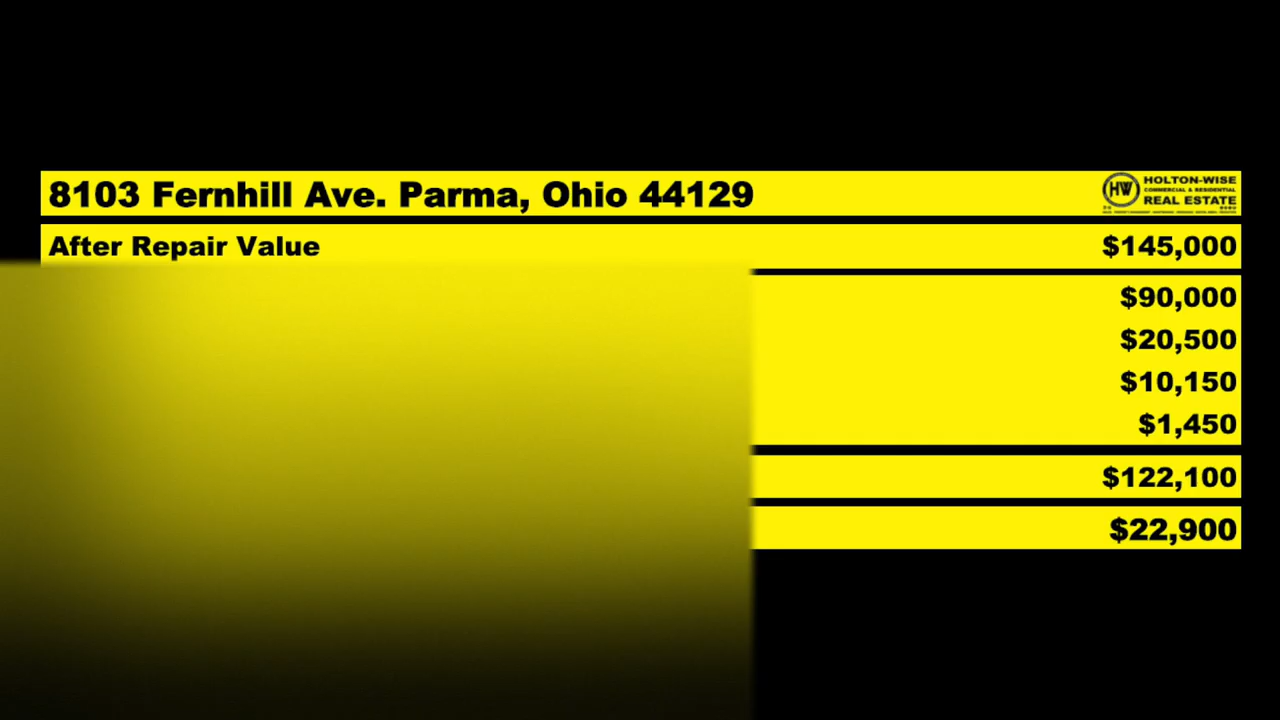 8103 Fernhill Ave. Parma, Ohio 44129
HW
HOLTON-WISE
COMMERCIAL & RESIDENTIAL
REAL ESTATE
After Repair Value $145,000
$90,000
$20,500
$10,150
$1,450
$122,100
$22,900